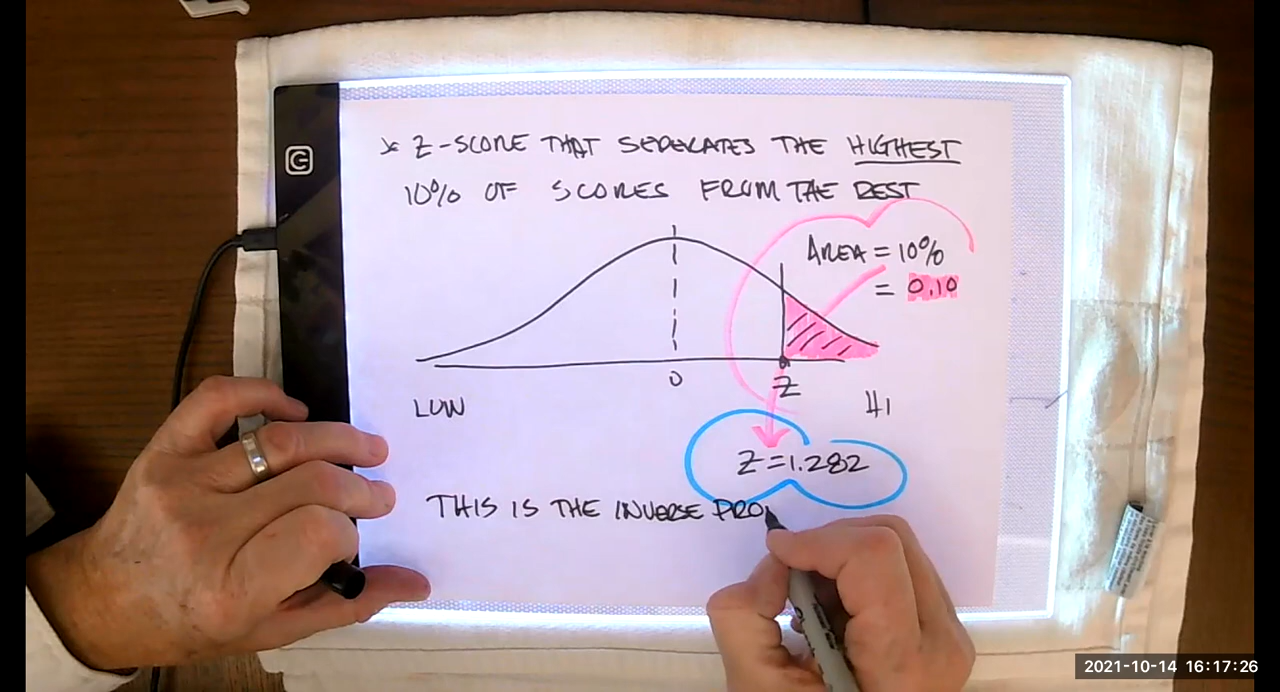 Z-SCORE THAT SEPERATES THE HIGHEST
10% OF SCORES FROM THE REST
AREA = 10%
= 0.10
0
Z
LOW
HI
Z=1.282
THIS IS THE INVERSE PRO
2021-10-14 16:17:26